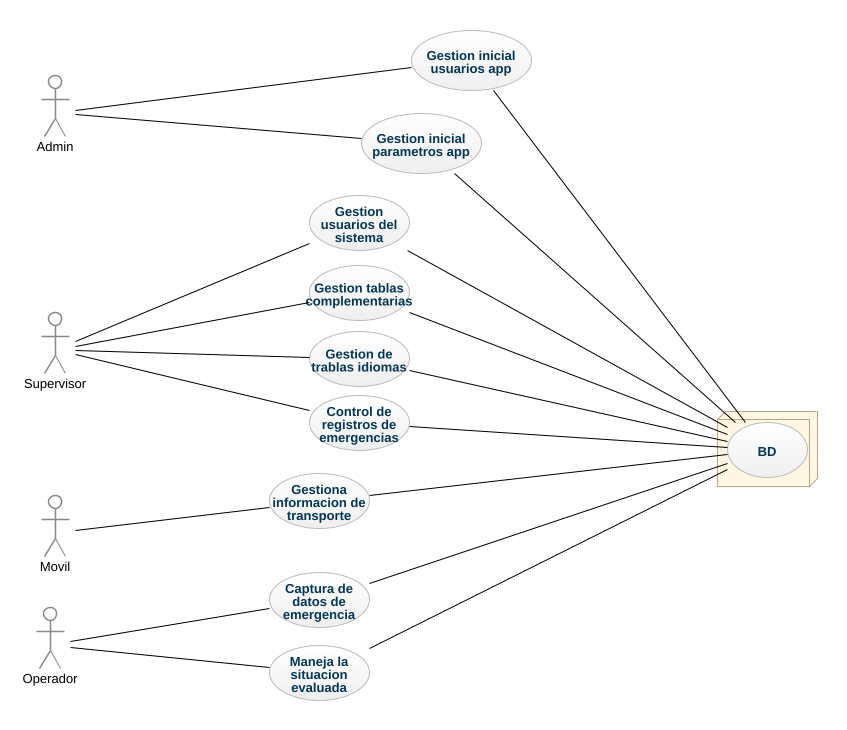 Gestion inicial
usuarios app
Admin
Gestion inicial
parametros app
Gestion
usuarios del
sistema
Gestion tablas
complementarias
Supervisor
Gestion de
trablas idiomas
Control de
registros de
emergencias
BD
Gestiona
informacion de
transporte
Movil
Captura de
datos de
emergencia
Operador
Maneja la
situacion
evaluada